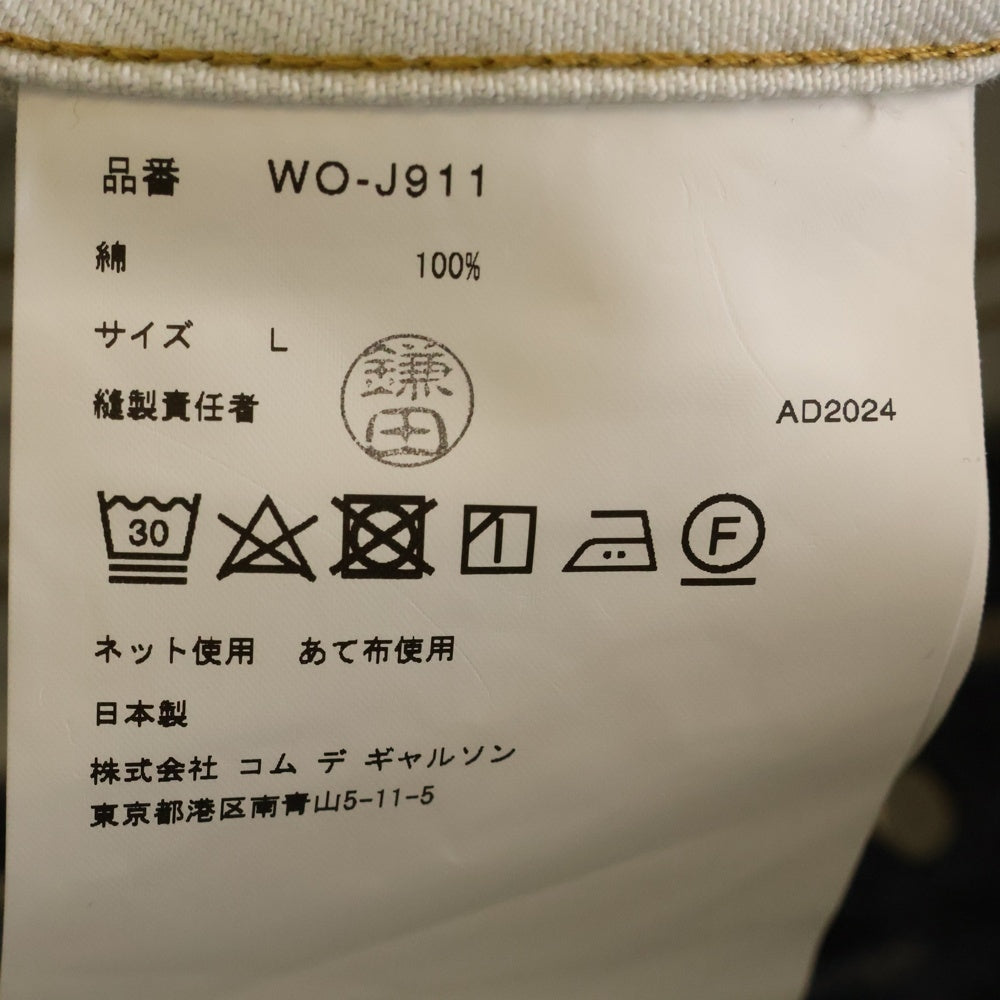 品番 WO-J911
綿 100%
サイズ L
縫製責任者 鎌田
AD2024
30 F
ネット使用 あて布使用
日本製
株式会社 コム デ ギャルソン
東京都港区南青山5-11-5